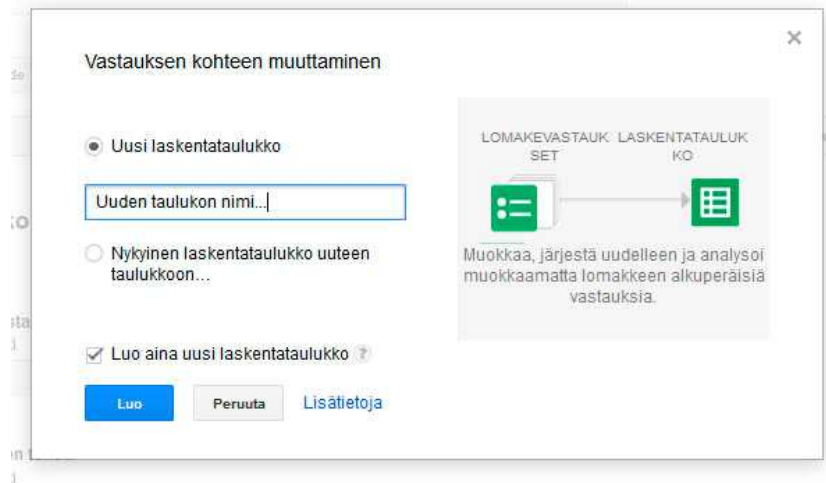 Vastauksen kohteen muuttaminen
Uusi laskentataulukko
Uuden taulukon nimi...
Nykyinen laskentataulukko uuteen
taulukkoon...
Luo aina uusi laskentataulukko ?
Luo Peruuta Lisätietoja
LOMAKEVASTAUK LASKENTATAULUK
SET KO
Muokkaa, järjestä uudelleen ja analysoi
muokkaamatta lomakkeen alkuperäisiä
vastauksia.